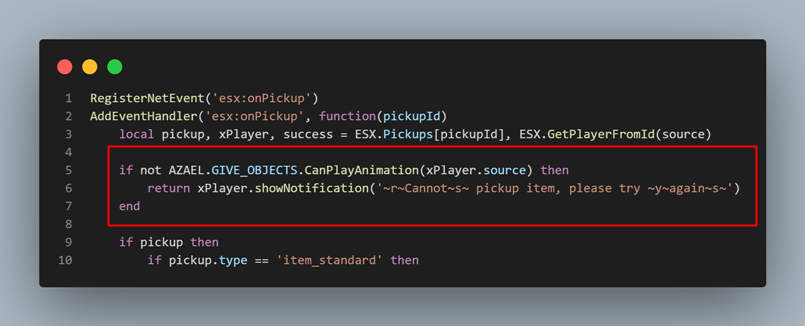 1 RegisterNetEvent('esx:onPickup')
2 AddEventHandler('esx:onPickup', function(pickupId)
3     local pickup, xPlayer, success = ESX.Pickups[pickupId], ESX.GetPlayerFromId(source)
4
5     if not AZAEL.GIVE_OBJECTS.CanPlayAnimation(xPlayer.source) then
6         return xPlayer.showNotification('~r~Cannot~s~ pickup item, please try ~y~again~s~')
7     end
8
9     if pickup then
10         if pickup.type == 'item_standard' then